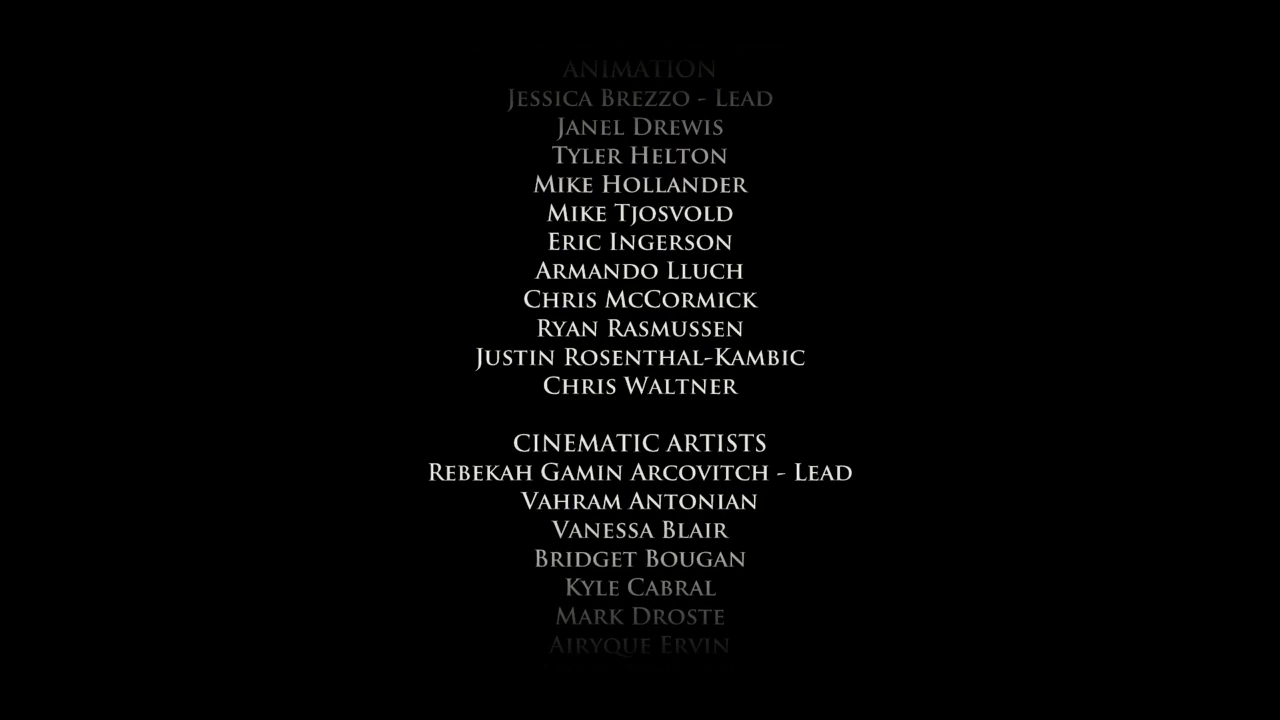 ANIMATION
JESSICA BREZZO - LEAD
JANEL DREWIS
TYLER HELTON
MIKE HOLLANDER
MIKE TJOSVOLD
ERIC INGERSON
ARMANDO LLUCH
CHRIS MCCORMICK
RYAN RASMUSSEN
JUSTIN ROSENTHAL-KAMBIC
CHRIS WALTNER
CINEMATIC ARTISTS
REBEKAH GAMIN ARCOVITCH - LEAD
VAHRAM ANTONIAN
VANESSA BLAIR
BRIDGET BOUGAN
KYLE CABRAL
MARK DROSTE
AIRYQUE ERVIN